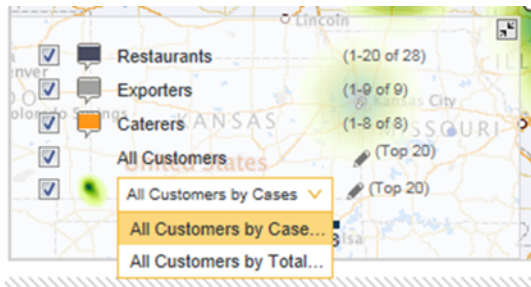 Lincoln
Restaurants (1-20 of 28)
Exporters (1-9 of 9)
Kansas City
Caterers (1-8 of 8)
KANSAS
All Customers (Top 20)
United States
All Customers by Cases (Top 20)
All Customers by Case...
All Customers by Total...